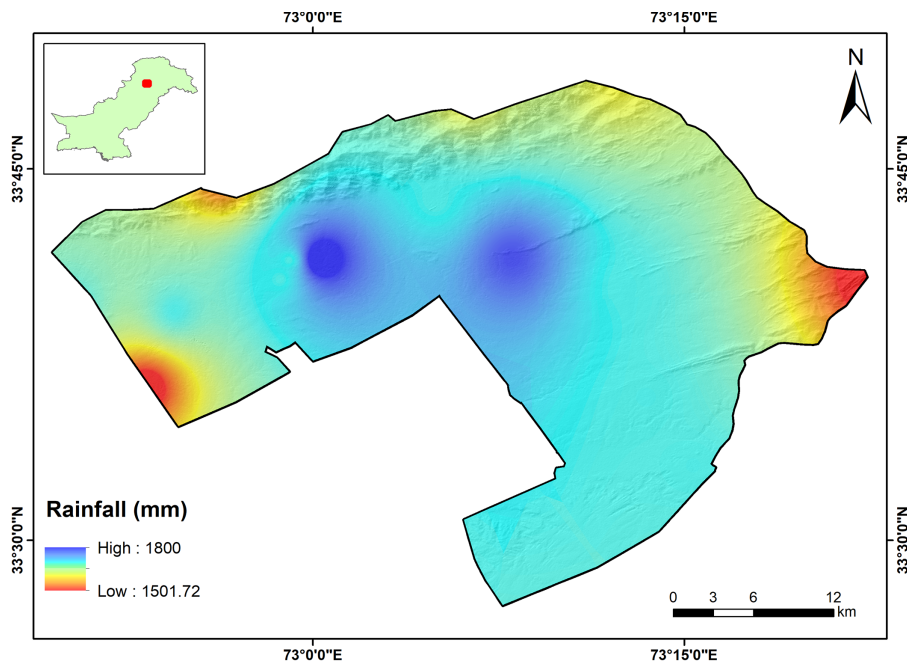 73°0'0"E 73°15'0"E
N
33°45'0"N 33°45'0"N
Rainfall (mm)
High : 1800
Low : 1501.72
33°30'0"N 33°30'0"N
0 3 6 12
km
73°0'0"E 73°15'0"E